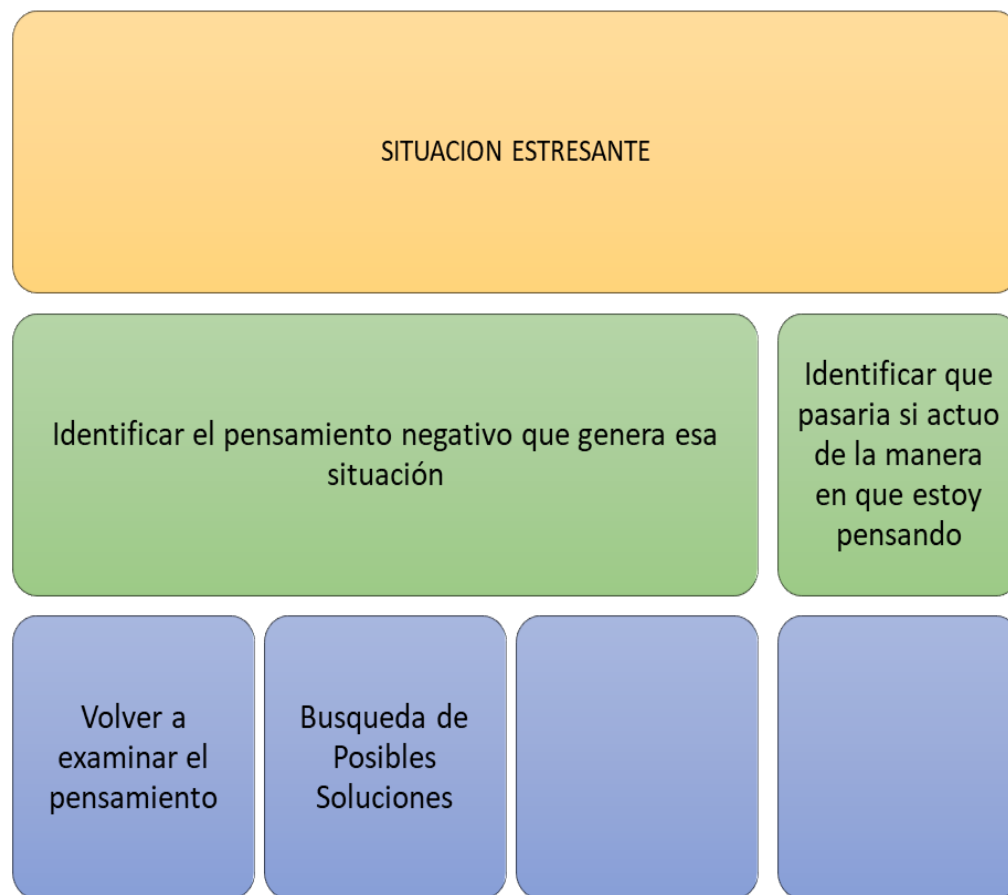 SITUACION ESTRESANTE
Identificar el pensamiento negativo que genera esa
situación
Identificar que
pasaria si actuo
de la manera
en que estoy
pensando
Volver a
examinar el
pensamiento
Busqueda de
Posibles
Soluciones